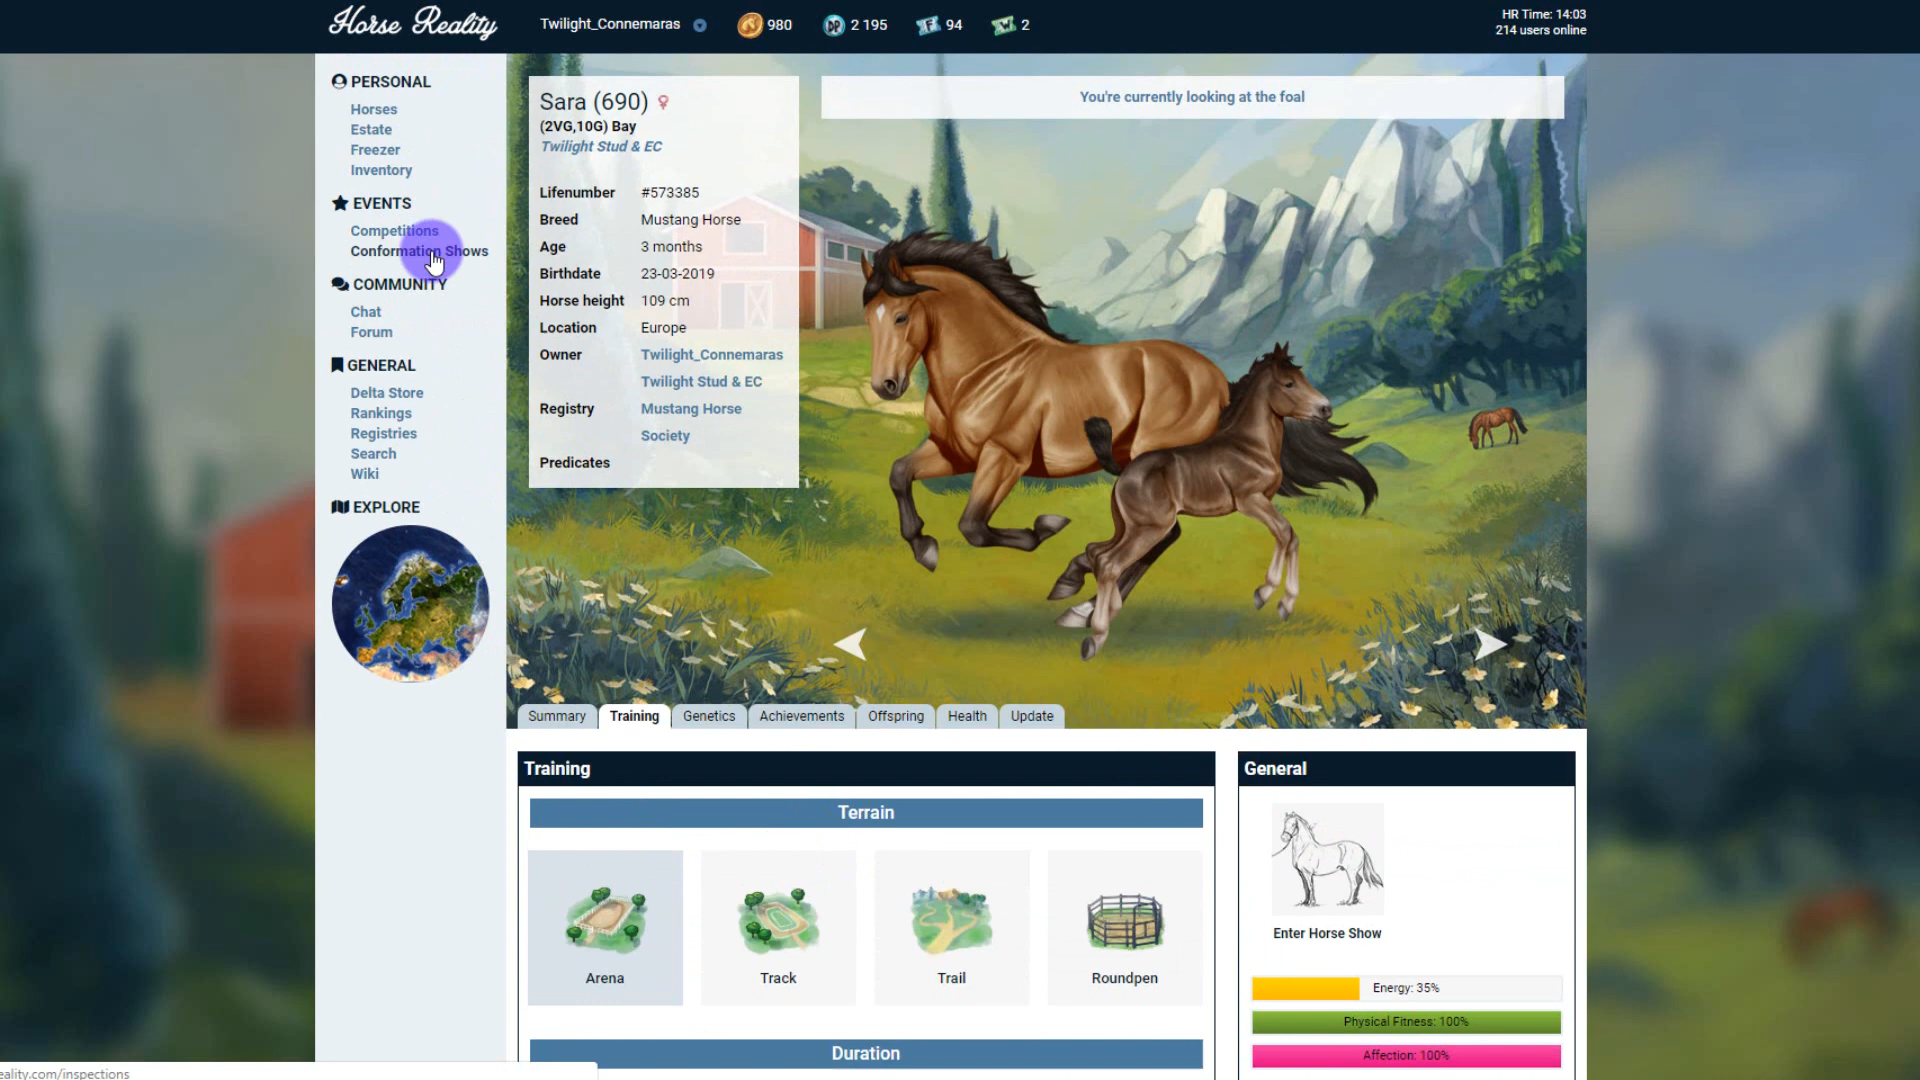 Horse Reality
Twilight_Connemaras 980 2 195 94 2
HR Time: 14:03
214 users online
PERSONAL
Horses
Estate
Freezer
Inventory
EVENTS
Competitions
Conformation Shows
COMMUNITY
Chat
Forum
GENERAL
Delta Store
Rankings
Registries
Search
Wiki
EXPLORE
Sara (690) ♀
(2VG,10G) Bay
Twilight Stud & EC
Lifenumber #573385
Breed Mustang Horse
Age 3 months
Birthdate 23-03-2019
Horse height 109 cm
Location Europe
Owner Twilight_Connemaras
Twilight Stud & EC
Registry Mustang Horse
Society
Predicates
You're currently looking at the foal
Summary Training Genetics Achievements Offspring Health Update
Training
Terrain
Arena Track Trail Roundpen
Duration
General
Enter Horse Show
Energy: 35%
Physical Fitness: 100%
Affection: 100%
eality.com/inspections